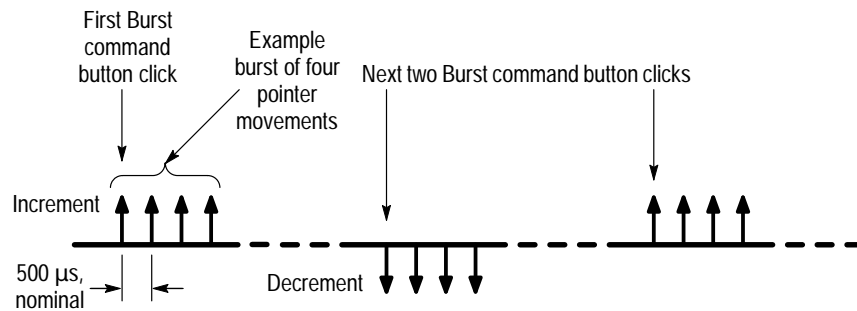 First Burst
command
button click
Example
burst of four
pointer
movements
Next two Burst command button clicks
Increment
500 µs,
nominal
Decrement